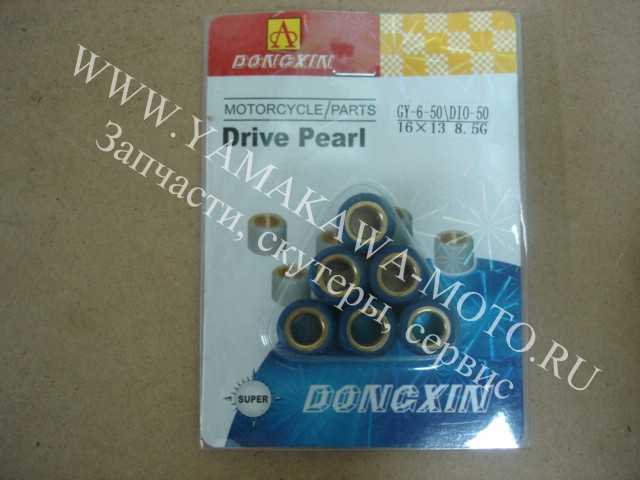 DONGXIN
MOTORCYCLE/PARTS
Drive Pearl
GY-6-50\DIO-50
16×13 8.5G
WWW.YAMAKAWA-MOTO.RU
Запчасти, скутеры, сервис
SUPER
DONGXIN